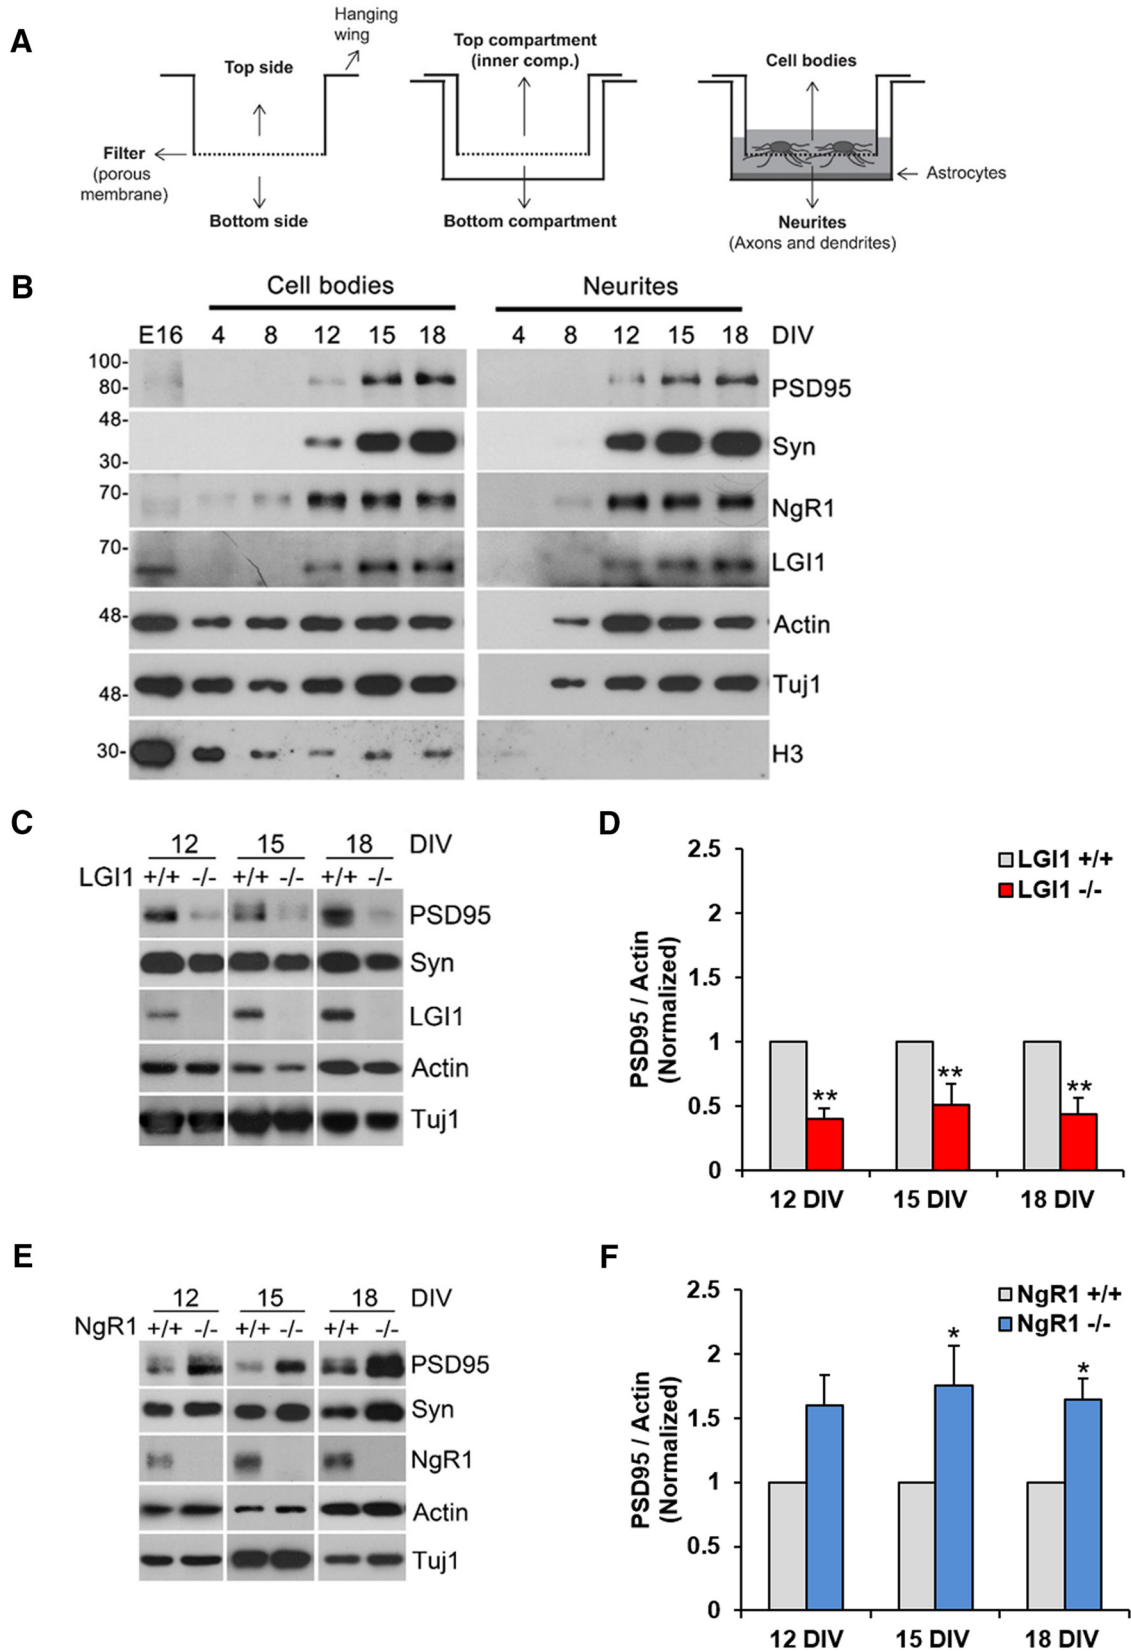 A
Hanging
wing
Top side
Filter
(porous
membrane)
Bottom side
Top compartment
(inner comp.)
Bottom compartment
Cell bodies
Astrocytes
Neurites
(Axons and dendrites)
B
Cell bodies
Neurites
E16 4 8 12 15 18 4 8 12 15 18 DIV
100-
80-
PSD95
48-
30-
Syn
70-
NgR1
70-
LGI1
48-
Actin
48-
Tuj1
30-
H3
C
12 15 18 DIV
LGI1 +/+ -/- +/+ -/- +/+ -/-
PSD95
Syn
LGI1
Actin
Tuj1
D
PSD95 / Actin
(Normalized)
2.5
2
1.5
1
0.5
0
LGI1 +/+
LGI1 -/-
** ** **
12 DIV 15 DIV 18 DIV
E
12 15 18 DIV
NgR1 +/+ -/- +/+ -/- +/+ -/-
PSD95
Syn
NgR1
Actin
Tuj1
F
PSD95 / Actin
(Normalized)
2.5
2
1.5
1
0.5
0
NgR1 +/+
NgR1 -/-
* *
12 DIV 15 DIV 18 DIV